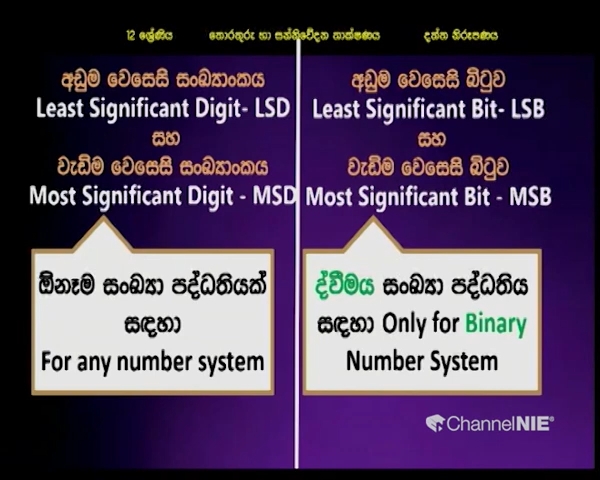 12 ශ්‍රේණිය තොරතුරු හා සන්නිවේදන තාක්ෂණය දත්ත නිරූපණය
අඩුම වෙසෙසි සංඛ්‍යාංකය
Least Significant Digit- LSD
සහ
වැඩිම වෙසෙසි සංඛ්‍යාංකය
Most Significant Digit - MSD
ඕනෑම සංඛ්‍යා පද්ධතියක්
සඳහා
For any number system
අඩුම වෙසෙසි බිටුව
Least Significant Bit- LSB
සහ
වැඩිම වෙසෙසි බිටුව
Most Significant Bit - MSB
ද්වීමය සංඛ්‍යා පද්ධතිය
සඳහා Only for Binary
Number System
ChannelNIE®